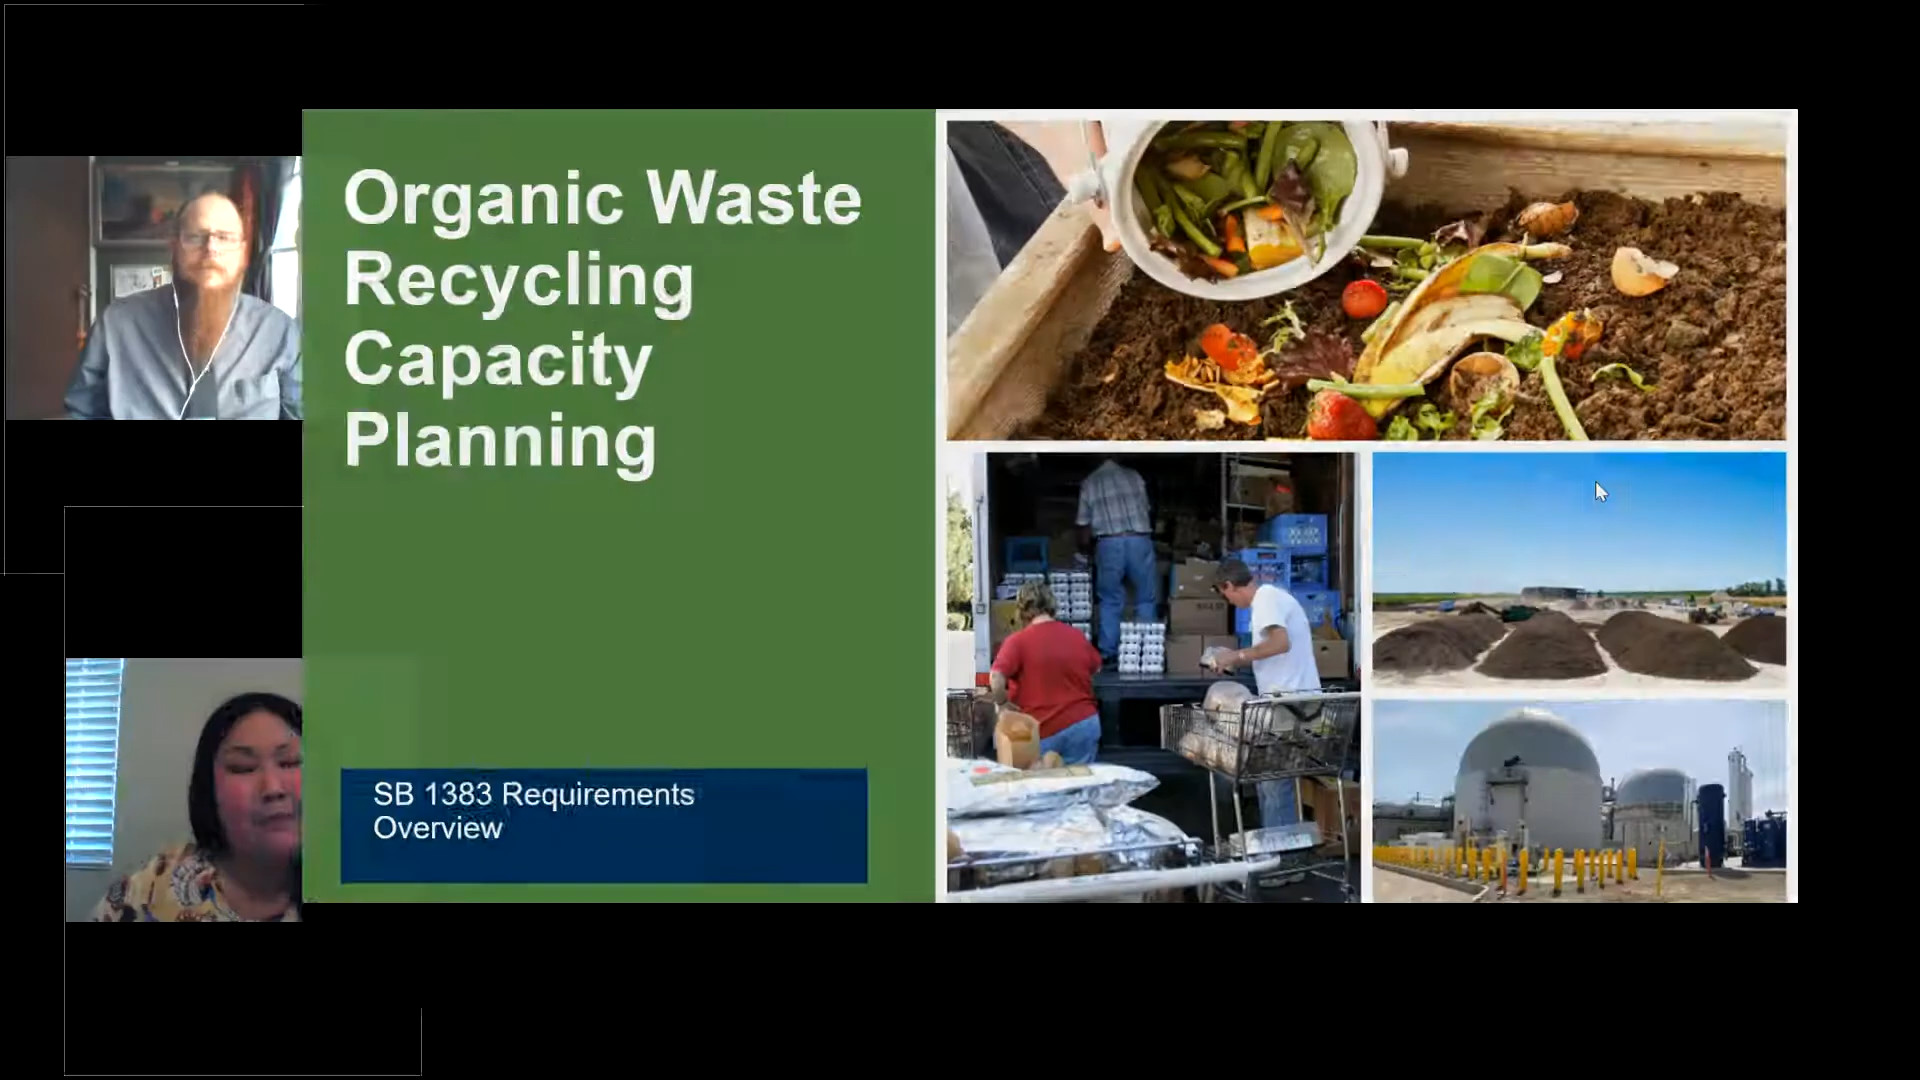 Organic Waste
Recycling
Capacity
Planning
SB 1383 Requirements
Overview